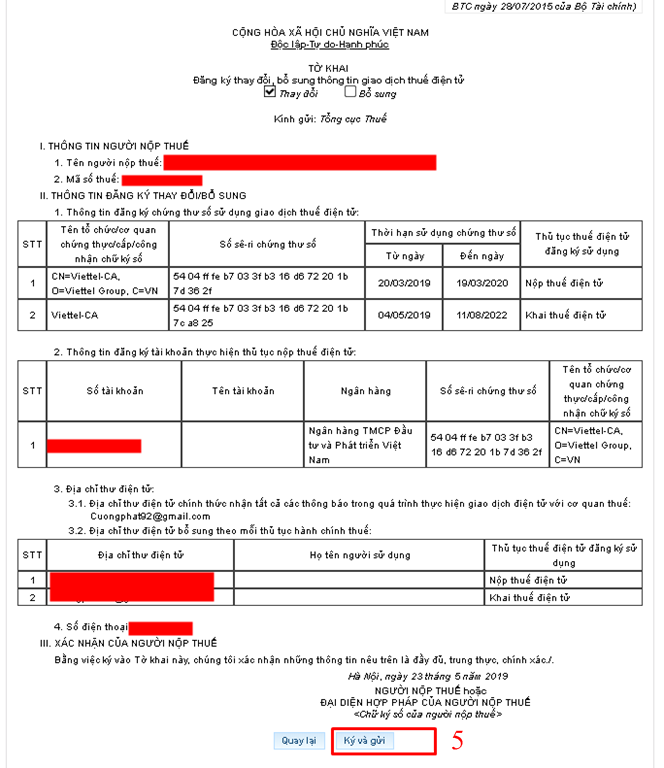 BTC ngày 28/07/2015 của Bộ Tài chính)
CỘNG HÒA XÃ HỘI CHỦ NGHĨA VIỆT NAM
Độc lập-Tự do-Hạnh phúc
TỜ KHAI
Đăng ký thay đổi, bổ sung thông tin giao dịch thuế điện tử
Thay đổi Bổ sung
Kính gửi: Tổng cục Thuế
I. THÔNG TIN NGƯỜI NỘP THUẾ
1. Tên người nộp thuế:
2. Mã số thuế:
II. THÔNG TIN ĐĂNG KÝ THAY ĐỔI/BỔ SUNG
1. Thông tin đăng ký chứng thư số sử dụng giao dịch thuế điện tử:
STT
Tên tổ chức/cơ quan
chứng thực/cấp/công
nhận chữ ký số
Số sê-ri chứng thư số
Thời hạn sử dụng chứng thư số
Từ ngày
Đến ngày
Thủ tục thuế điện tử
đăng ký sử dụng
1
CN=Viettel-CA,
O=Viettel Group, C=VN
54 04 ff fe b7 03 3f b3 16 d6 72 20 1b
7d 36 2f
20/03/2019
19/03/2020
Nộp thuế điện tử
2
Viettel-CA
54 04 ff fe b7 03 3f b3 16 d6 72 20 1b
7c a8 25
04/05/2019
11/08/2022
Khai thuế điện tử
2. Thông tin đăng ký tài khoản thực hiện thủ tục nộp thuế điện tử:
STT
Số tài khoản
Tên tài khoản
Ngân hàng
Số sê-ri chứng thư số
Tên tổ chức/cơ
quan chứng
thực/cấp/công
nhận chữ ký số
1
Ngân hàng TMCP Đầu
tư và Phát triển Việt
Nam
54 04 ff fe b7 03 3f b3
16 d6 72 20 1b 7d 36 2f
CN=Viettel-CA,
O=Viettel Group,
C=VN
3. Địa chỉ thư điện tử:
3.1. Địa chỉ thư điện tử chính thức nhận tất cả các thông báo trong quá trình thực hiện giao dịch điện tử với cơ quan thuế:
Cuongphat92@gmail.com
3.2. Địa chỉ thư điện tử bổ sung theo mỗi thủ tục hành chính thuế:
STT
Địa chỉ thư điện tử
Họ tên người sử dụng
Thủ tục thuế điện tử đăng ký sử
dụng
1
Nộp thuế điện tử
2
Khai thuế điện tử
4. Số điện thoại
III. XÁC NHẬN CỦA NGƯỜI NỘP THUẾ
Bằng việc ký vào Tờ khai này, chúng tôi xác nhận những thông tin nêu trên là đầy đủ, trung thực, chính xác./.
Hà Nội, ngày 23 tháng 5 năm 2019
NGƯỜI NỘP THUẾ hoặc
ĐẠI DIỆN HỢP PHÁP CỦA NGƯỜI NỘP THUẾ
<Chữ ký số của người nộp thuế>
Quay lại Ký và gửi 5